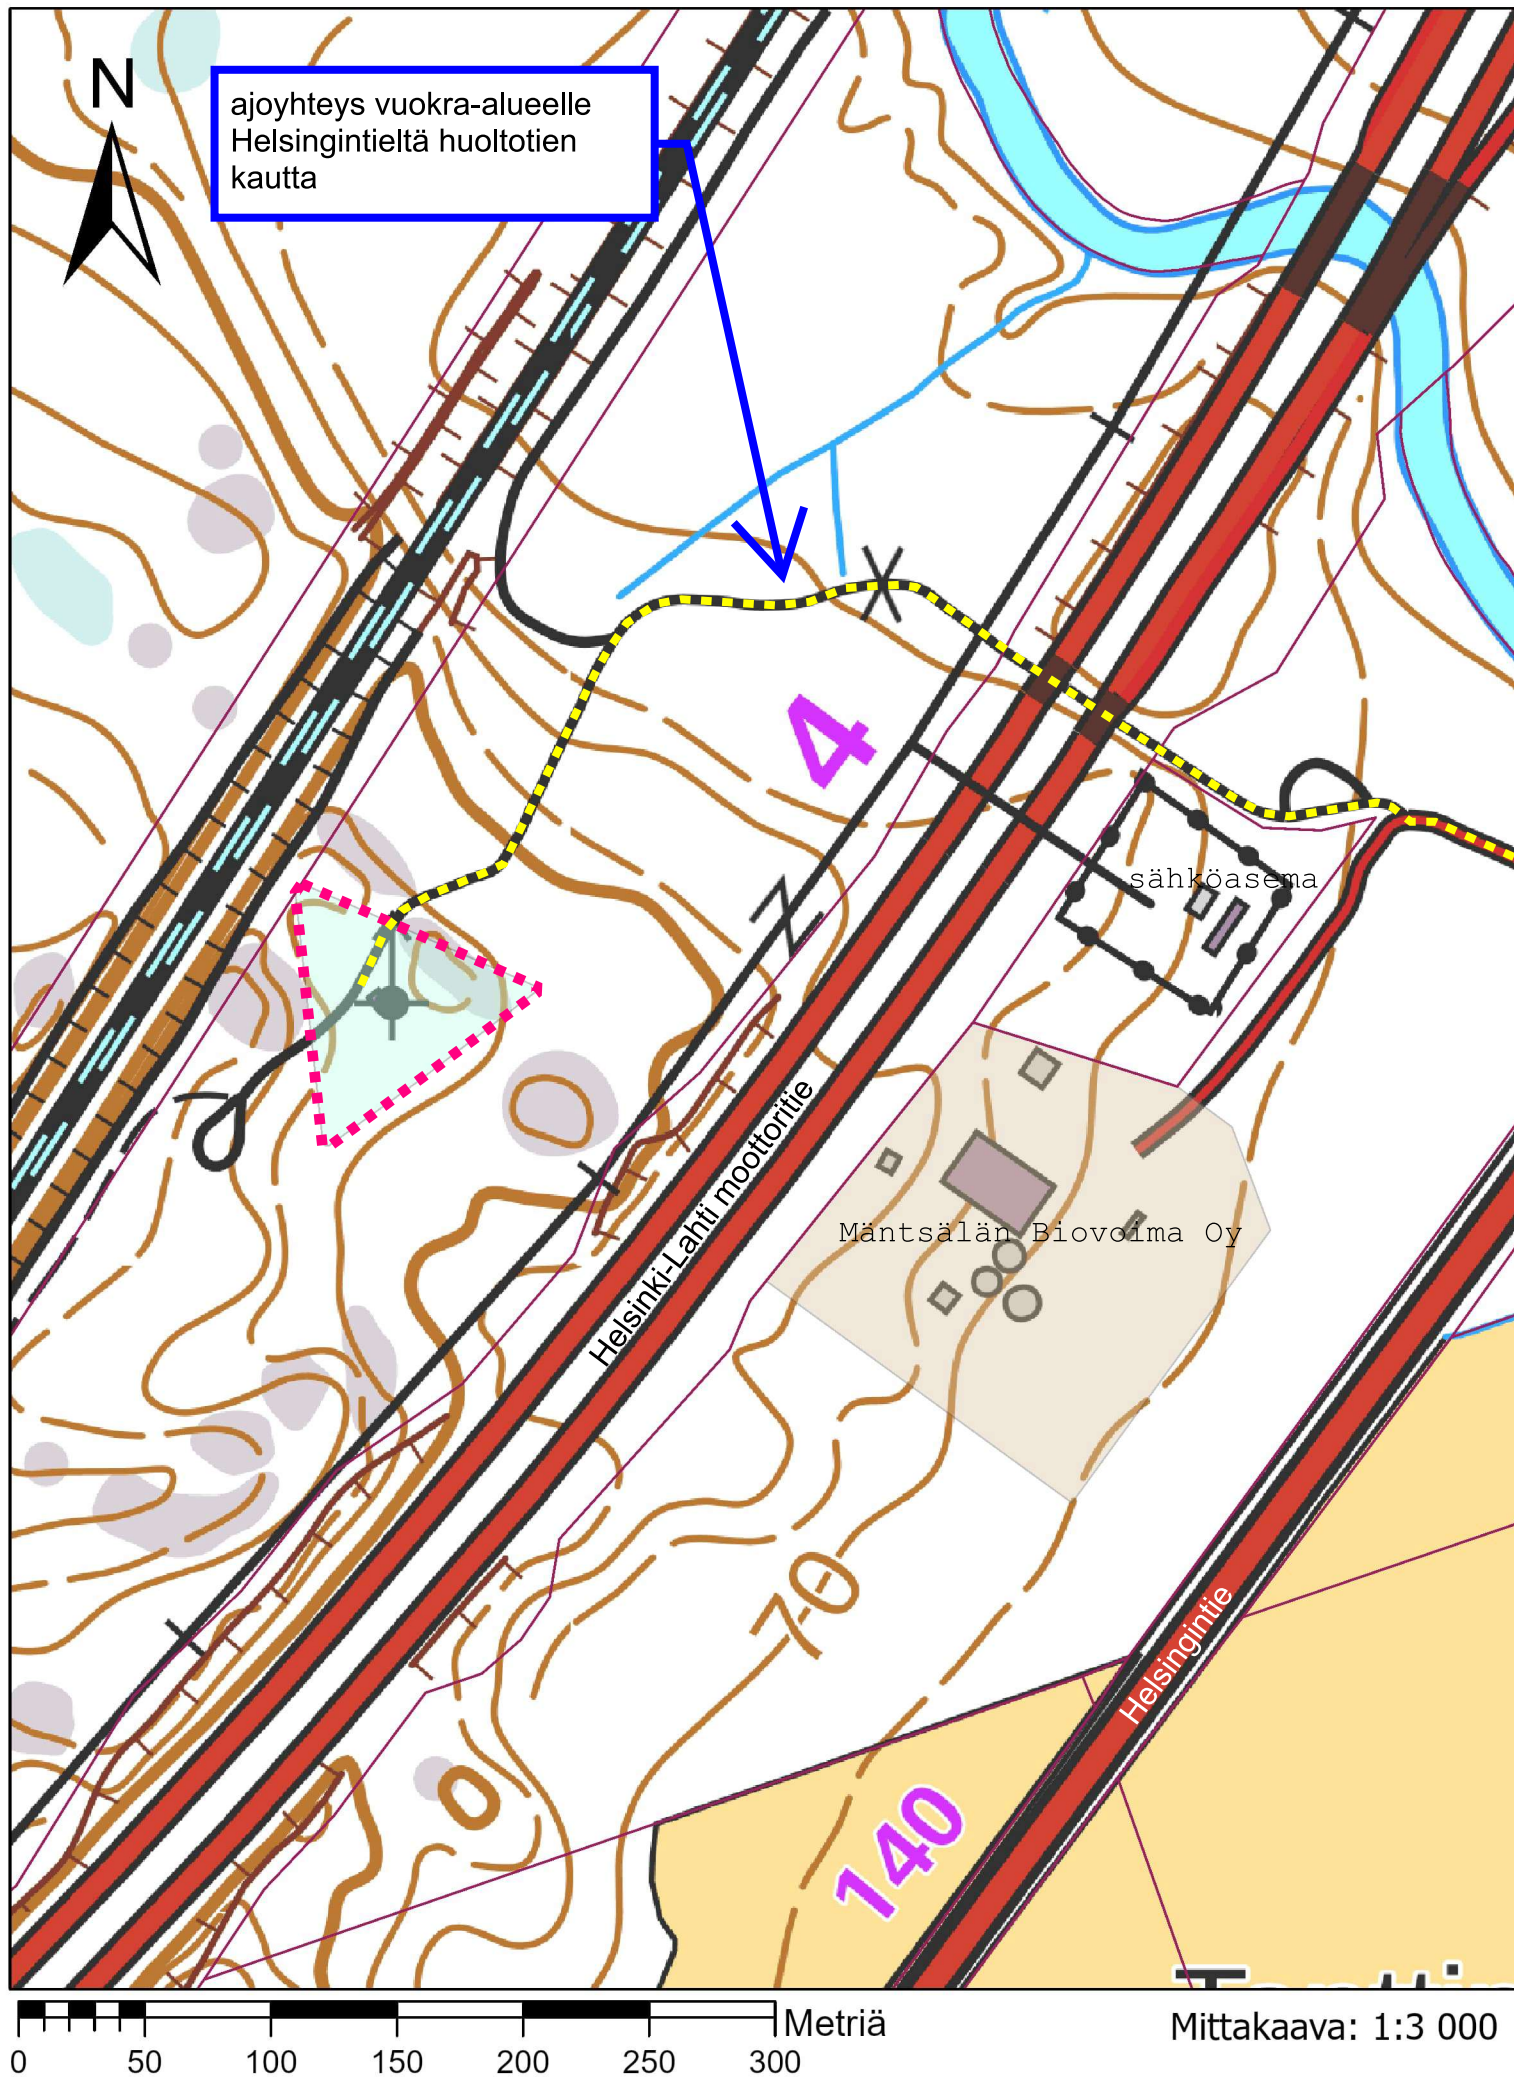 N
ajoyhteys vuokra-alueelle
Helsingintieltä huoltotien
kautta
4
sähköasema
Helsinki-Lahti moottoritie
Mäntsälän Biovoima Oy
70
Helsingintie
140
0 50 100 150 200 250 300 Metriä
Mittakaava: 1:3 000